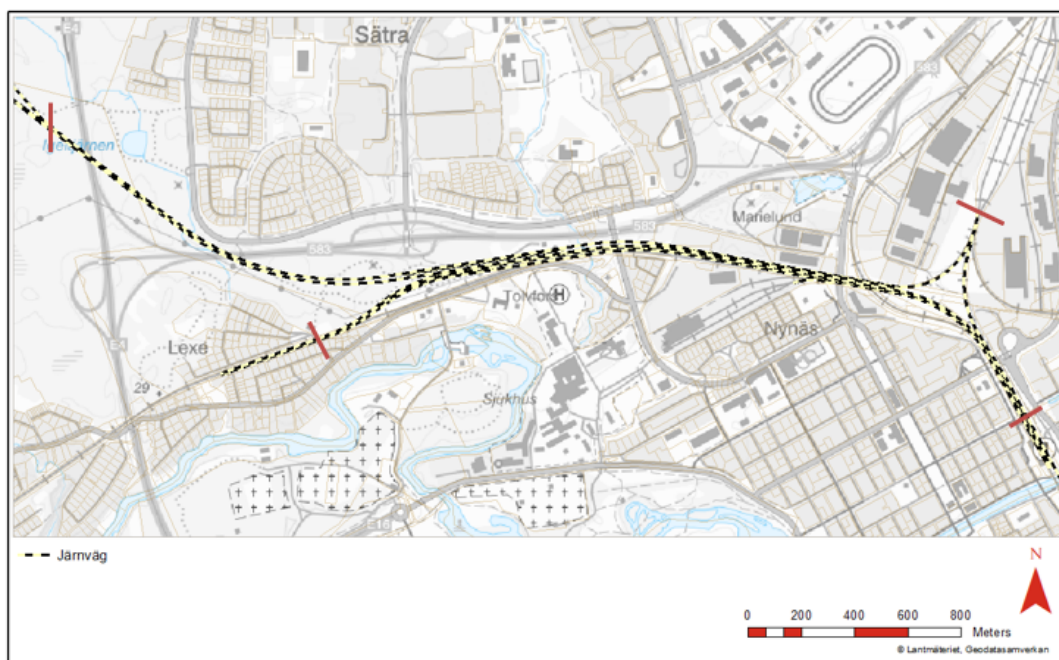 E4
Sätra
583
583
Marielund
583
Lexe
Nynäs
H
E4
29
Sjukhus
E16
Järnväg
N
0 200 400 600 800
Meters
© Lantmäteriet, Geodatasamverkan